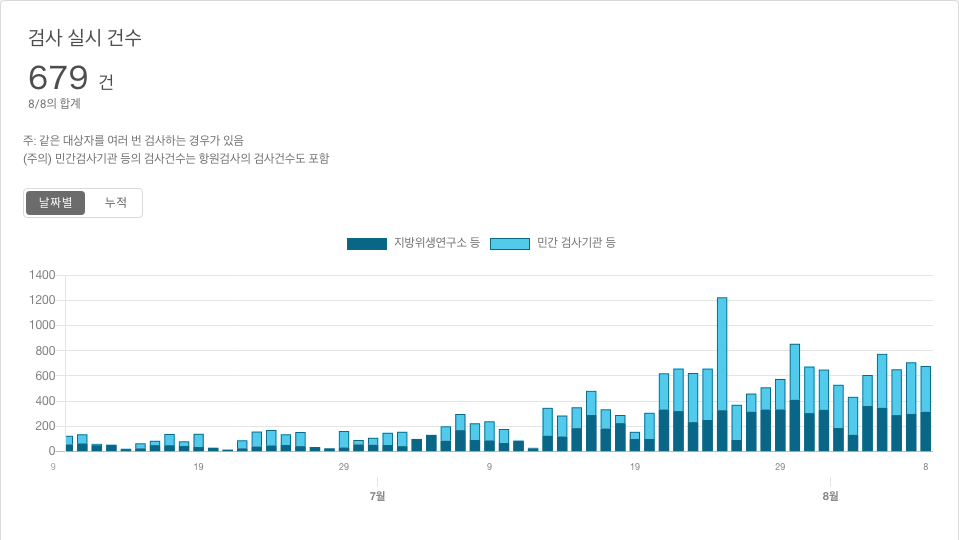 검사 실시 건수
679 건
8/8의 합계
주: 같은 대상자를 여러 번 검사하는 경우가 있음
(주의) 민간검사기관 등의 검사건수는 항원검사의 검사건수도 포함
날짜별 누적
지방위생연구소 등 민간 검사기관 등
1400
1200
1000
800
600
400
200
0
9 19 29 9 19 29 8
7월 8월